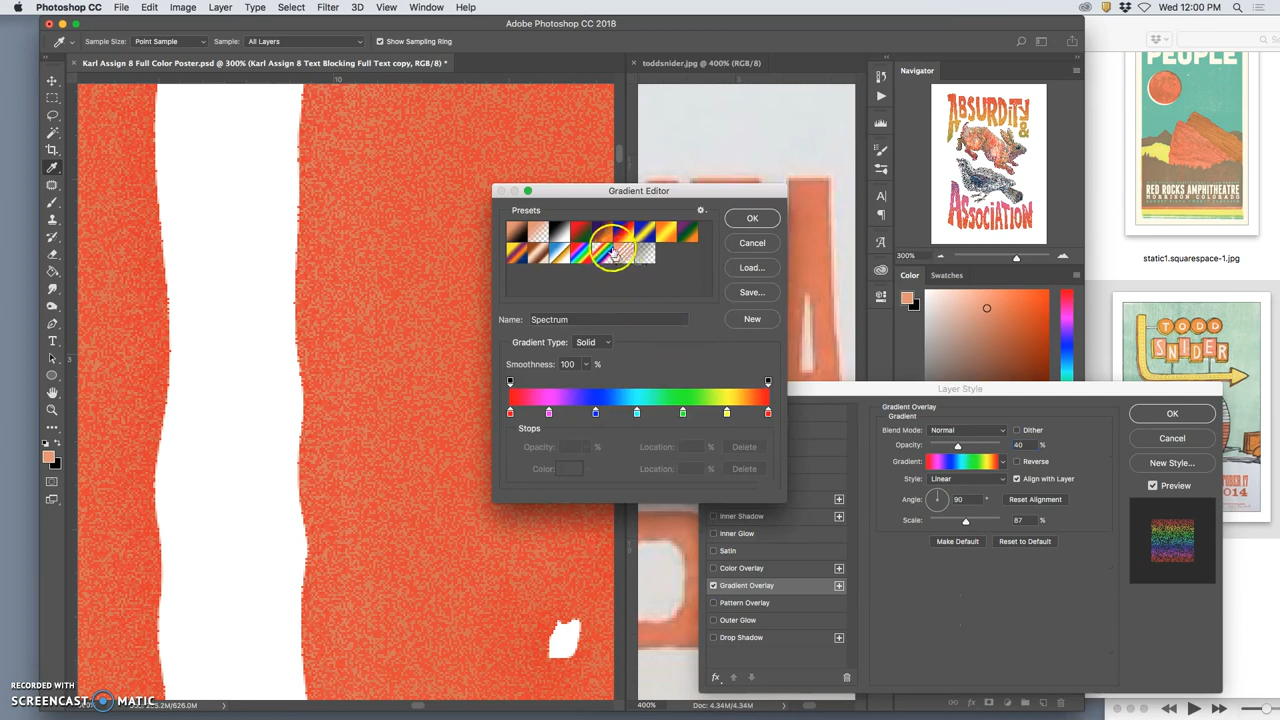 Photoshop CC File Edit Image Layer Type Select Filter 3D View Window Help Wed 12:00 PM
Adobe Photoshop CC 2018
Sample Size: Point Sample Sample: All Layers Show Sampling Ring
Karl Assign 8 Full Color Poster.psd @ 300% (Karl Assign 8 Text Blocking Full Text copy, RGB/8) *
toddsnider.jpg @ 400% (RGB/8)
10
3
Navigator
ABSURDITY &
ASSOCIATION
300%
Color Swatches
PEOPLE
RED ROCKS AMPHITHEATRE
MORRISON, COLORADO
static1.squarespace-1.jpg
TODD
SNIDER
2014
Gradient Editor
Presets
OK
Cancel
Load...
Save...
Name: Spectrum
New
Gradient Type: Solid
Smoothness: 100 %
Stops
Opacity: % Location: % Delete
Color: Location: % Delete
Layer Style
Inner Shadow
Inner Glow
Satin
Color Overlay
Gradient Overlay
Pattern Overlay
Outer Glow
Drop Shadow
fx
Gradient Overlay
Gradient
Blend Mode: Normal Dither
Opacity: 40 %
Gradient: Reverse
Style: Linear Align with Layer
Angle: 90 ° Reset Alignment
Scale: 87 %
Make Default Reset to Default
OK
Cancel
New Style...
Preview
RECORDED WITH
SCREENCAST MATIC
400% Doc: 4.34M/4.34M